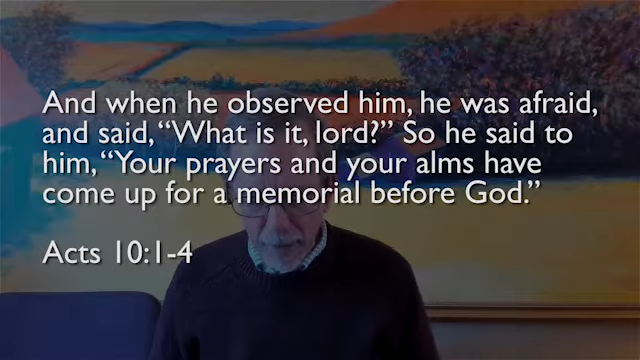 And when he observed him, he was afraid,
and said, “What is it, lord?” So he said to
him, “Your prayers and your alms have
come up for a memorial before God.”
Acts 10:1-4